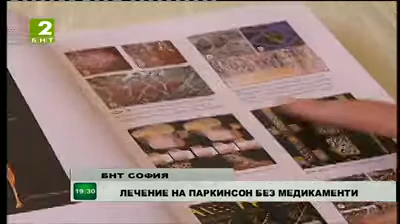 2
БНТ
БНТ СОФИЯ
19:30
ЛЕЧЕНИЕ НА ПАРКИНСОН БЕЗ МЕДИКАМЕНТИ